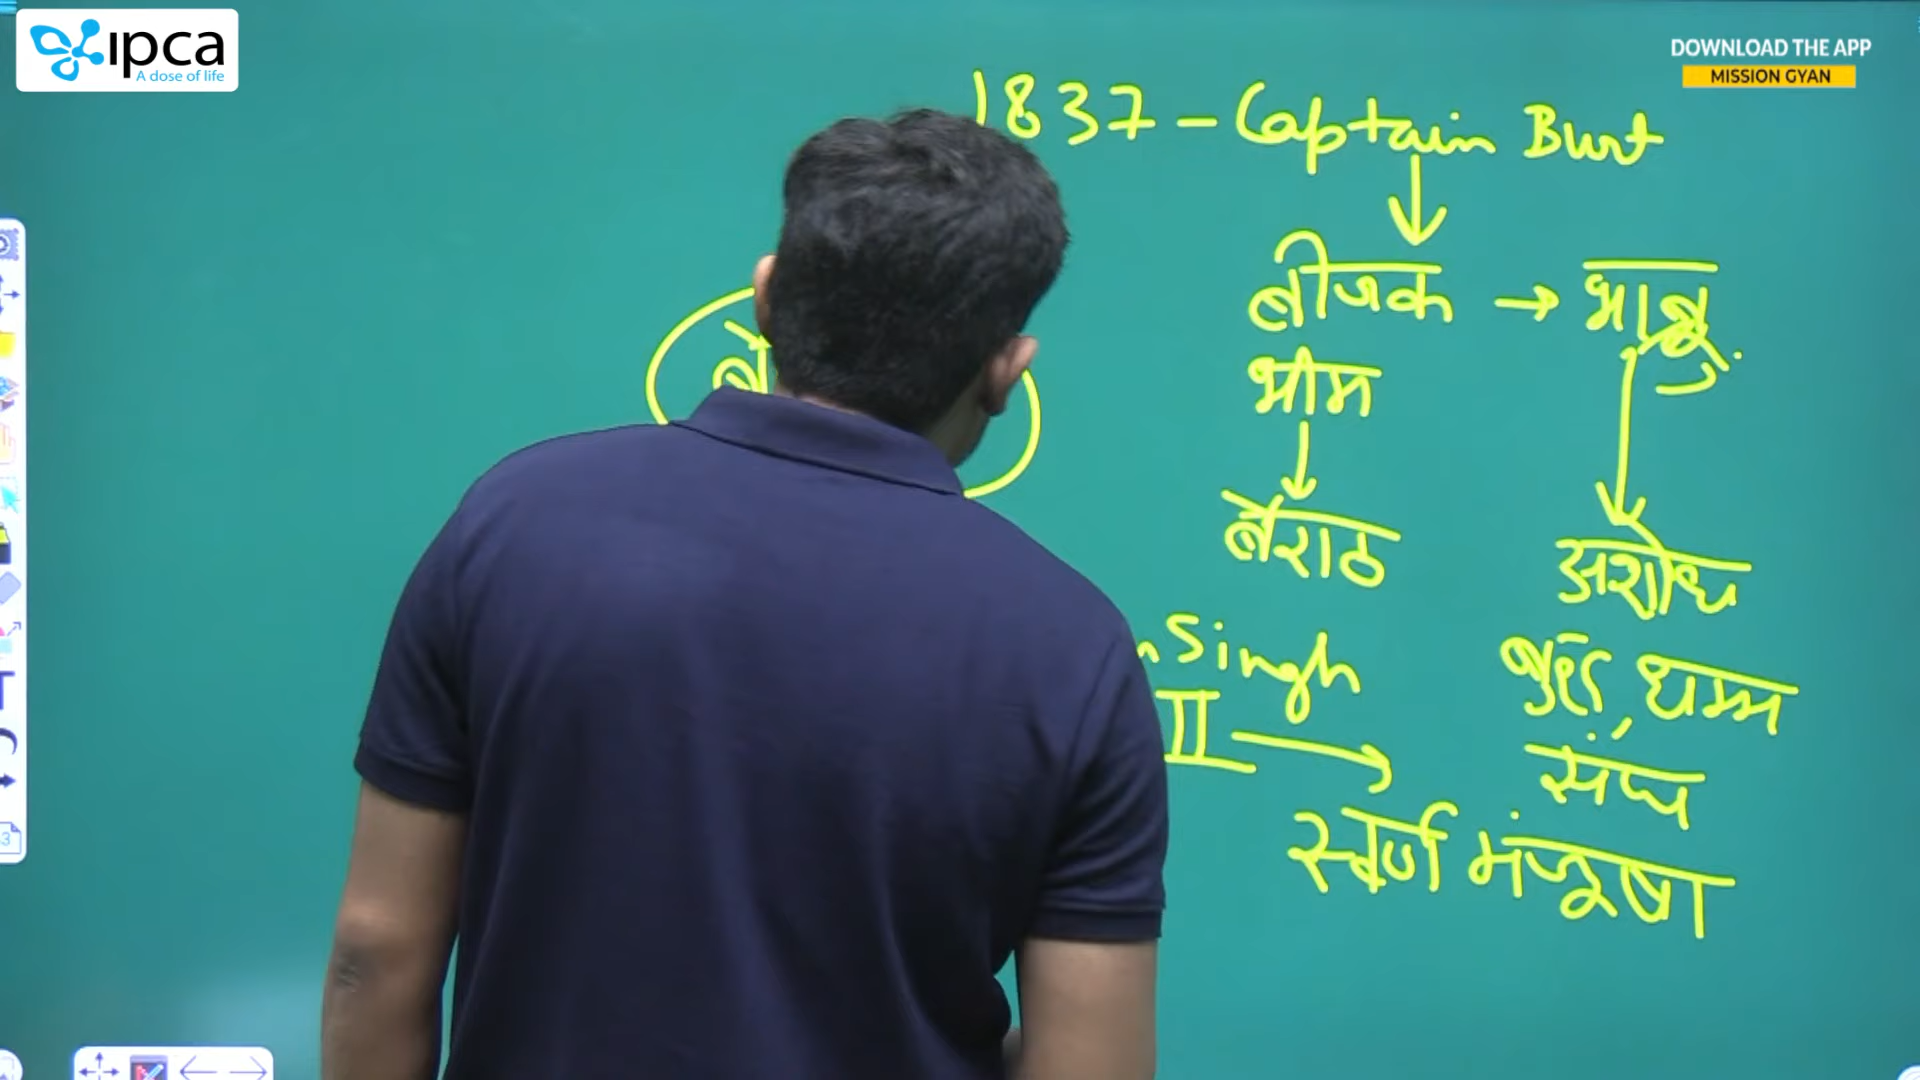 ipca
A dose of life
DOWNLOAD THE APP
MISSION GYAN
1837 - Captain Burt
बीजक → भाब्रू
भीम
बैराठ
अशोक
Singh
बुद्ध, धम्म
II →
संघ
स्वर्ण मंजूषा